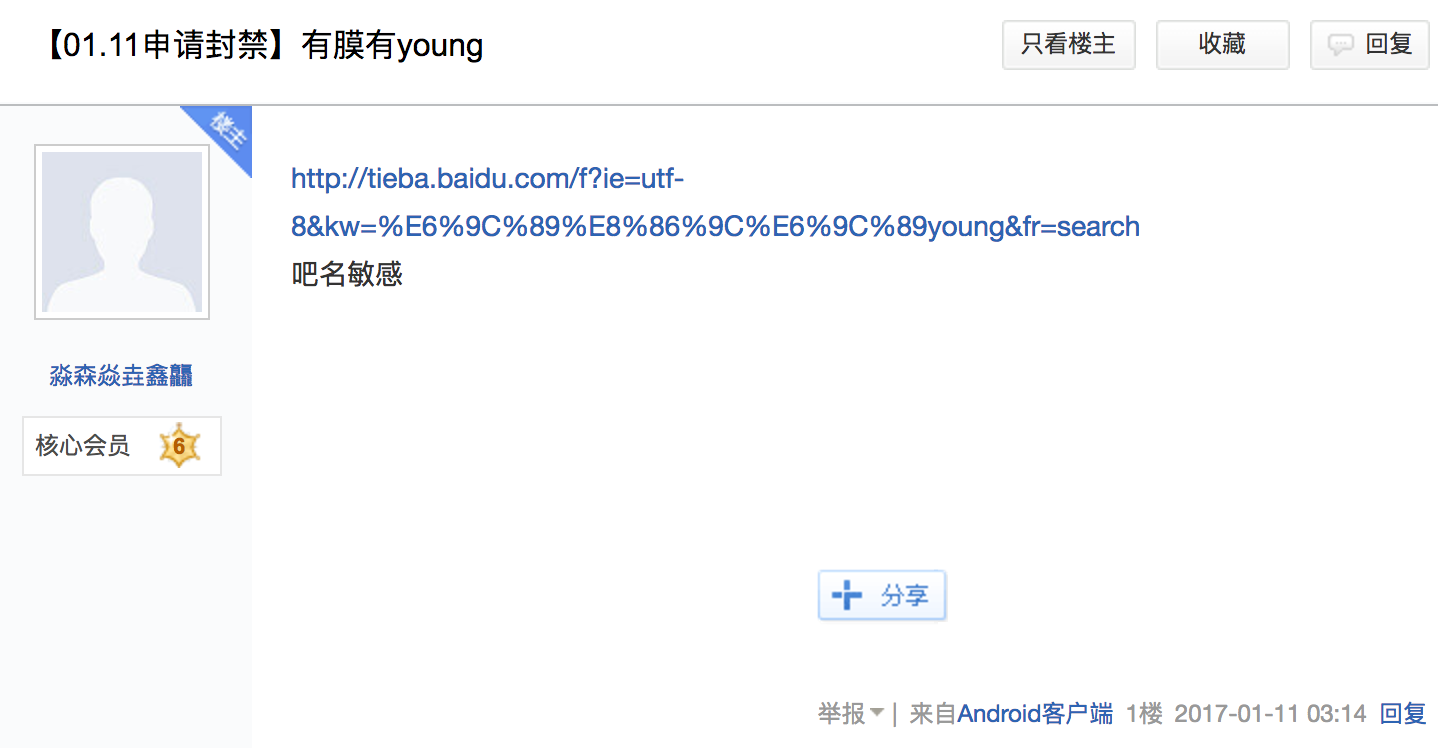 【01.11申请封禁】有膜有young
只看楼主
收藏
回复
楼主
http://tieba.baidu.com/f?ie=utf-
8&kw=%E6%9C%89%E8%86%9C%E6%9C%89young&fr=search
吧名敏感
淼森焱垚鑫龘
核心会员 6
分享
举报 | 来自Android客户端 1楼 2017-01-11 03:14 回复